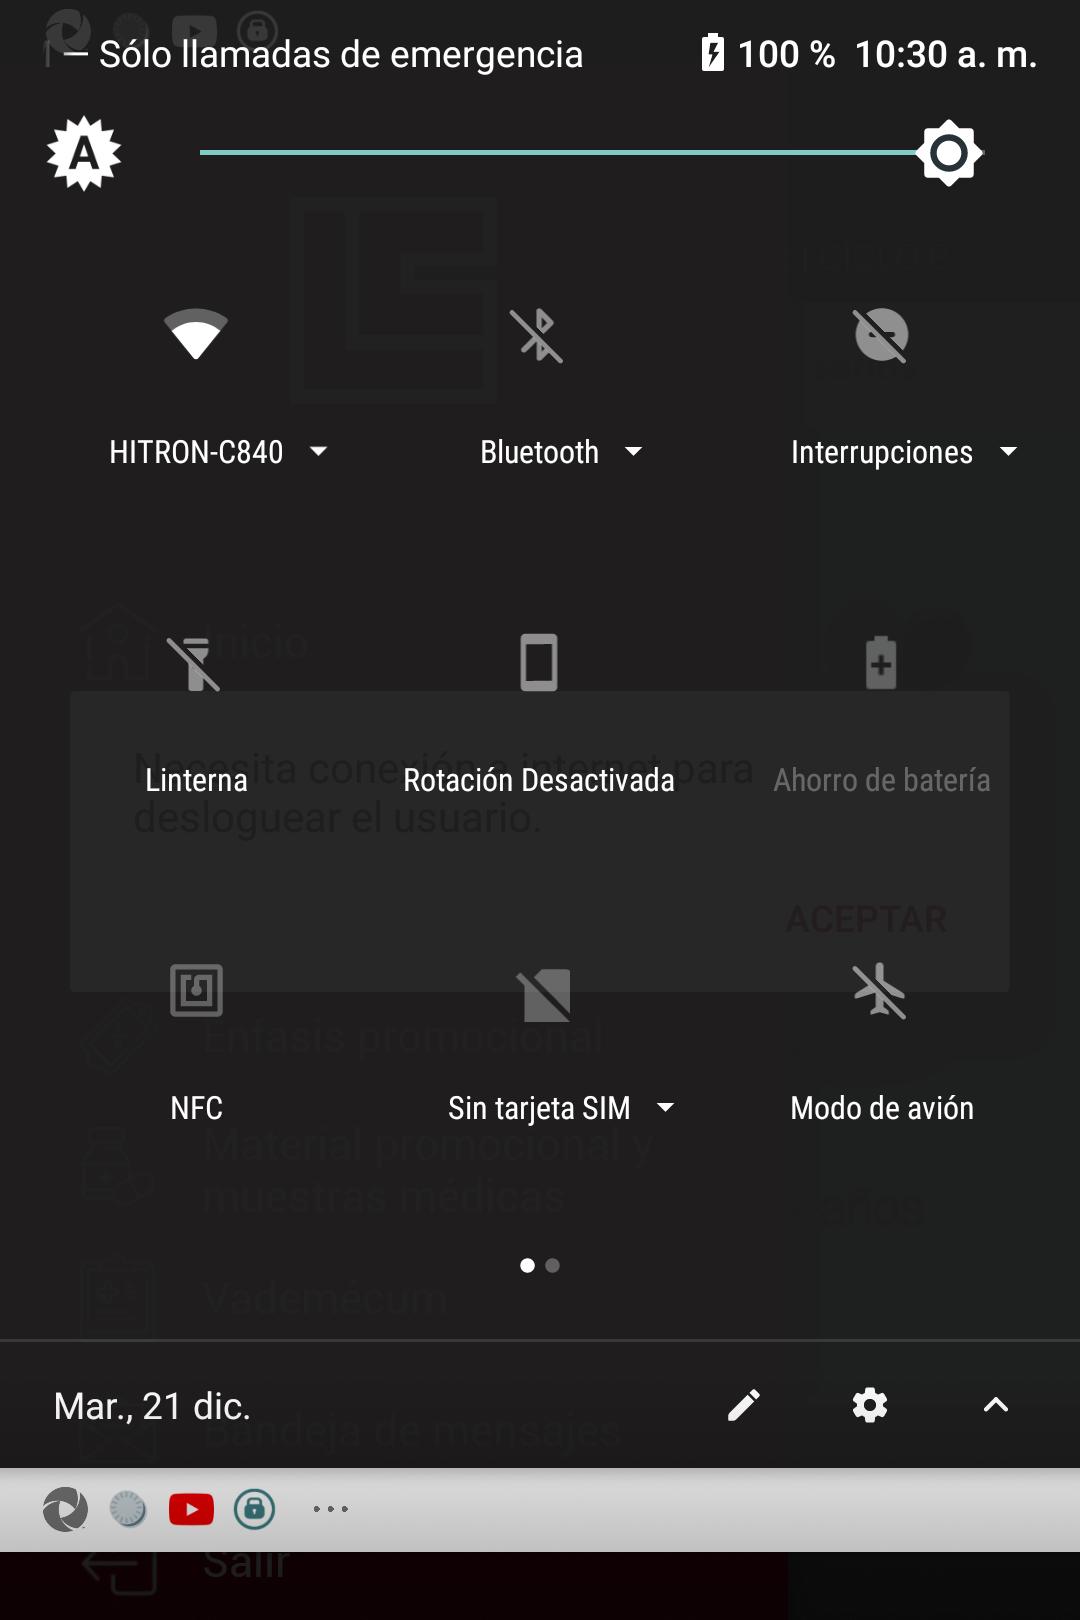 Sólo llamadas de emergencia
100 % 10:30 a. m.
A
HITRON-C840
Bluetooth
Interrupciones
Inicio
Necesita conexión a internet para
desloguear el usuario.
Linterna
Rotación Desactivada
Ahorro de batería
ACEPTAR
Enfasis promocional
NFC
Sin tarjeta SIM
Modo de avión
Material promocional y
muestras médicas
años
Vademécum
Mar., 21 dic.
Bandeja de mensajes
Salir